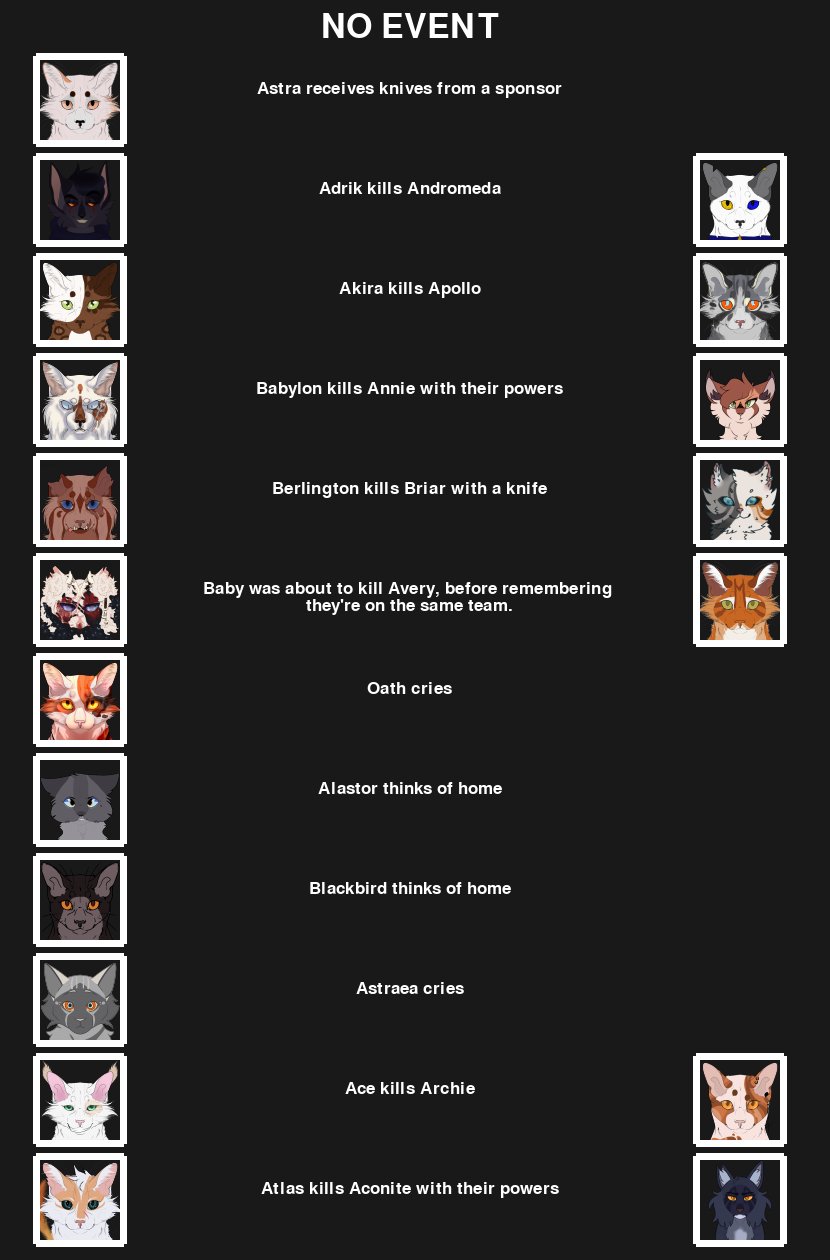 NO EVENT
Astra receives knives from a sponsor
Adrik kills Andromeda
Akira kills Apollo
Babylon kills Annie with their powers
Berlington kills Briar with a knife
Baby was about to kill Avery, before remembering
they're on the same team.
Oath cries
Alastor thinks of home
Blackbird thinks of home
Astraea cries
Ace kills Archie
Atlas kills Aconite with their powers